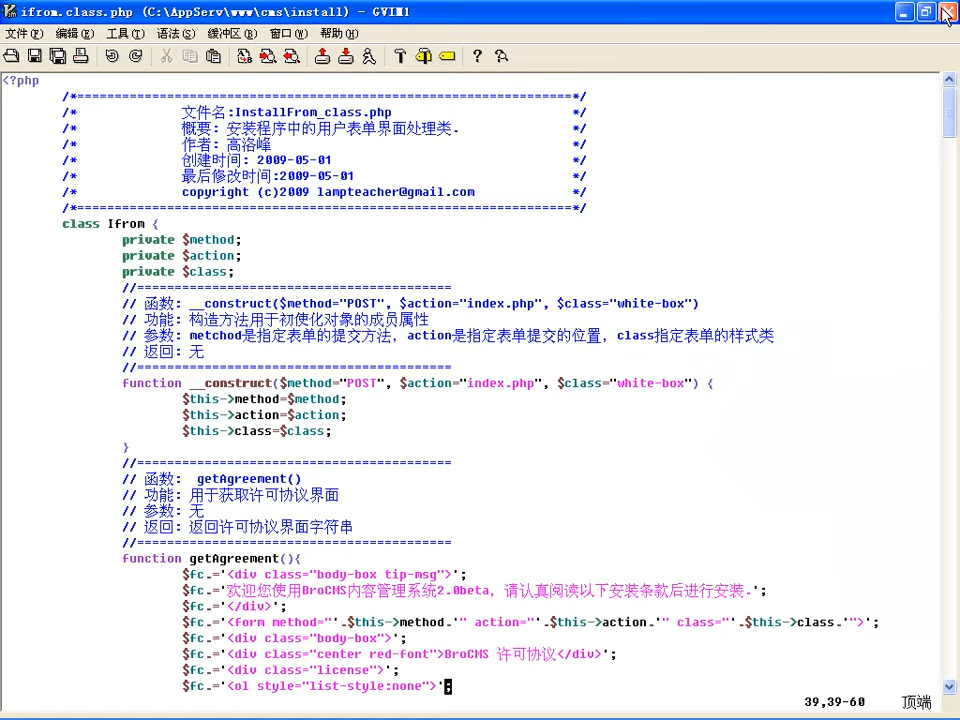 ifrom.class.php (C:\AppServ\www\cms\install) - GVIM1
文件(F) 编辑(E) 工具(T) 语法(S) 缓冲区(B) 窗口(W) 帮助(H)
<?php
/*==================================================================*/
/* 文件名:InstallFrom_class.php */
/* 概要: 安装程序中的用户表单界面处理类. */
/* 作者: 高洛峰 */
/* 创建时间: 2009-05-01 */
/* 最后修改时间:2009-05-01 */
/* copyright (c)2009 lampteacher@gmail.com */
/*==================================================================*/
class Ifrom {
private $method;
private $action;
private $class;
//==========================================
// 函数: __construct($method="POST", $action="index.php", $class="white-box")
// 功能: 构造方法用于初使化对象的成员属性
// 参数: metchod是指定表单的提交方法, action是指定表单提交的位置, class指定表单的样式类
// 返回: 无
//==========================================
function __construct($method="POST", $action="index.php", $class="white-box") {
$this->method=$method;
$this->action=$action;
$this->class=$class;
}
//==========================================
// 函数: getAgreement()
// 功能: 用于获取许可协议界面
// 参数: 无
// 返回: 返回许可协议界面字符串
//==========================================
function getAgreement(){
$fc.='<div class="body-box tip-msg">';
$fc.='欢迎您使用BroCMS内容管理系统2.0beta, 请认真阅读以下安装条款后进行安装.';
$fc.='</div>';
$fc.='<form method="'.$this->method.'" action="'.$this->action.'" class="'.$this->class.'">';
$fc.='<div class="body-box">';
$fc.='<div class="center red-font">BroCMS 许可协议</div>';
$fc.='<div class="license">';
$fc.='<ol style="list-style:none">';
39,39-60 顶端